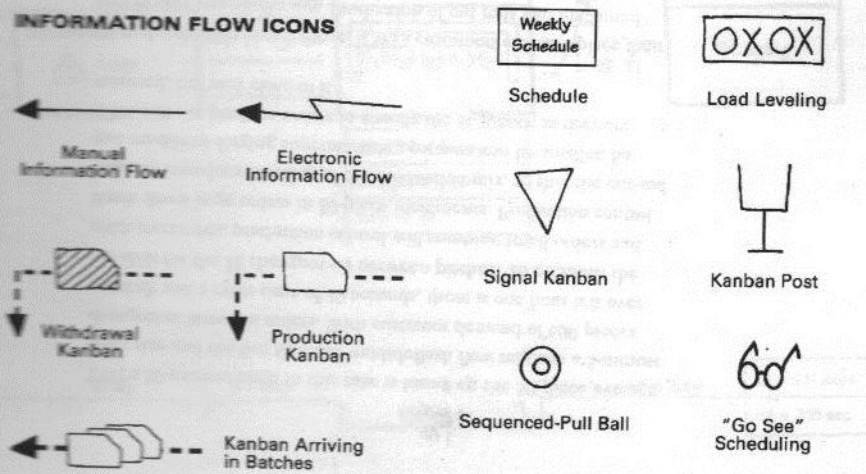 INFORMATION FLOW ICONS
Weekly
Schedule
Schedule
OXOX
Load Leveling
Manual
Information Flow
Electronic
Information Flow
Signal Kanban
Kanban Post
Withdrawal
Kanban
Production
Kanban
Sequenced-Pull Ball
"Go See"
Scheduling
Kanban Arriving
in Batches